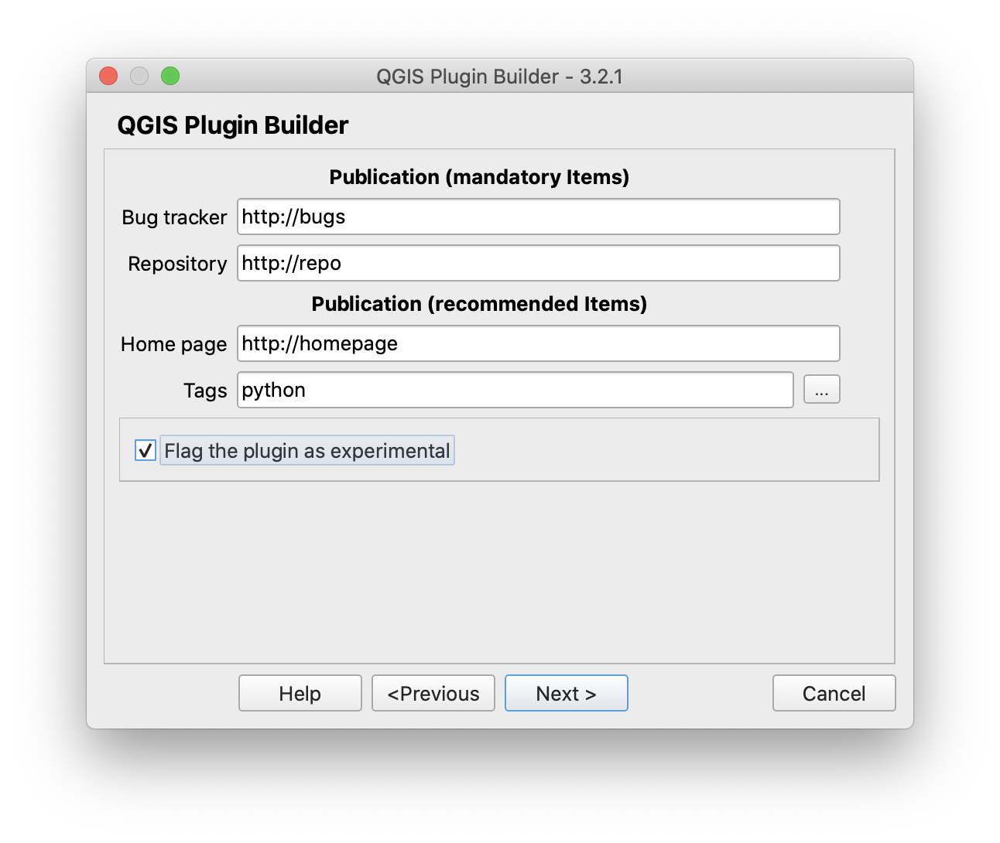 QGIS Plugin Builder - 3.2.1
QGIS Plugin Builder
Publication (mandatory Items)
Bug tracker http://bugs
Repository http://repo
Publication (recommended Items)
Home page http://homepage
Tags python ...
Flag the plugin as experimental
Help <Previous Next > Cancel